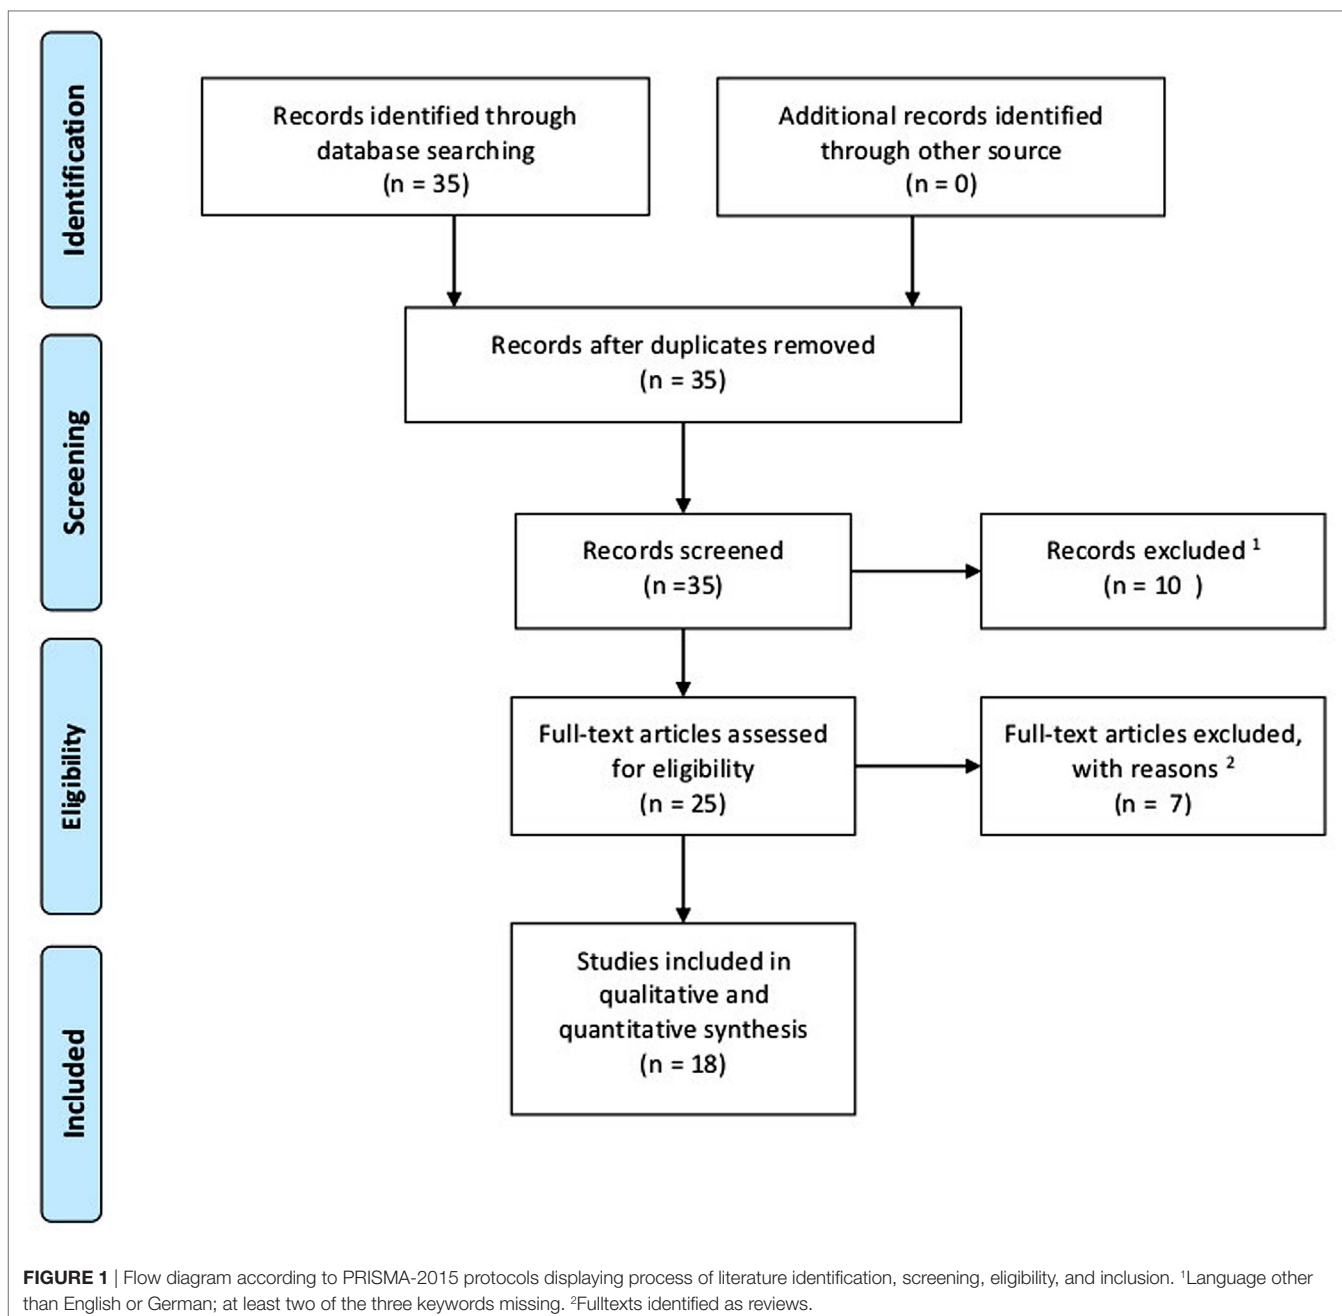 Identification
Records identified through
database searching
(n = 35)
Additional records identified
through other source
(n = 0)
Records after duplicates removed
(n = 35)
Screening
Records screened
(n =35)
Records excluded ¹
(n = 10  )
Eligibility
Full-text articles assessed
for eligibility
(n = 25)
Full-text articles excluded,
with reasons ²
(n =  7)
Included
Studies included in
qualitative and
quantitative synthesis
(n = 18)
FIGURE 1 | Flow diagram according to PRISMA-2015 protocols displaying process of literature identification, screening, eligibility, and inclusion. ¹Language other
than English or German; at least two of the three keywords missing. ²Fulltexts identified as reviews.